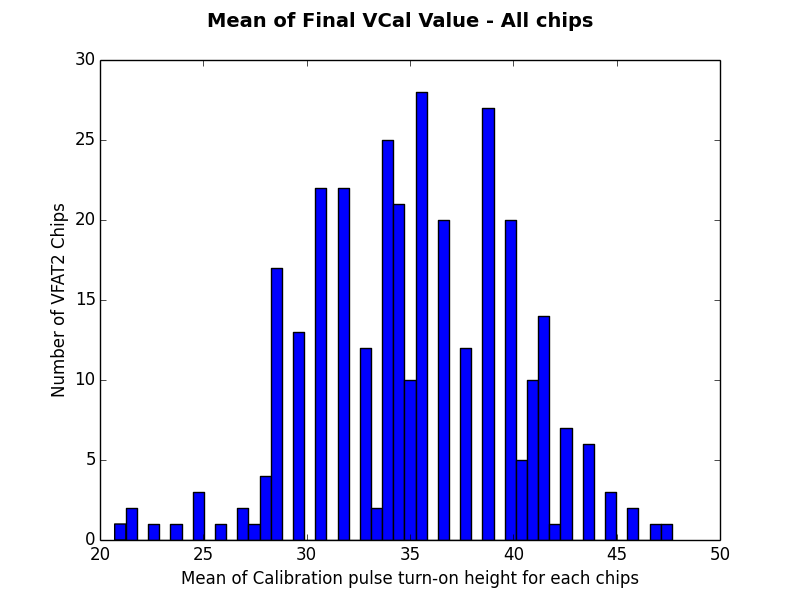 Mean of Final VCal Value - All chips
30
25
20
15
10
5
0
Number of VFAT2 Chips
20 25 30 35 40 45 50
Mean of Calibration pulse turn-on height for each chips